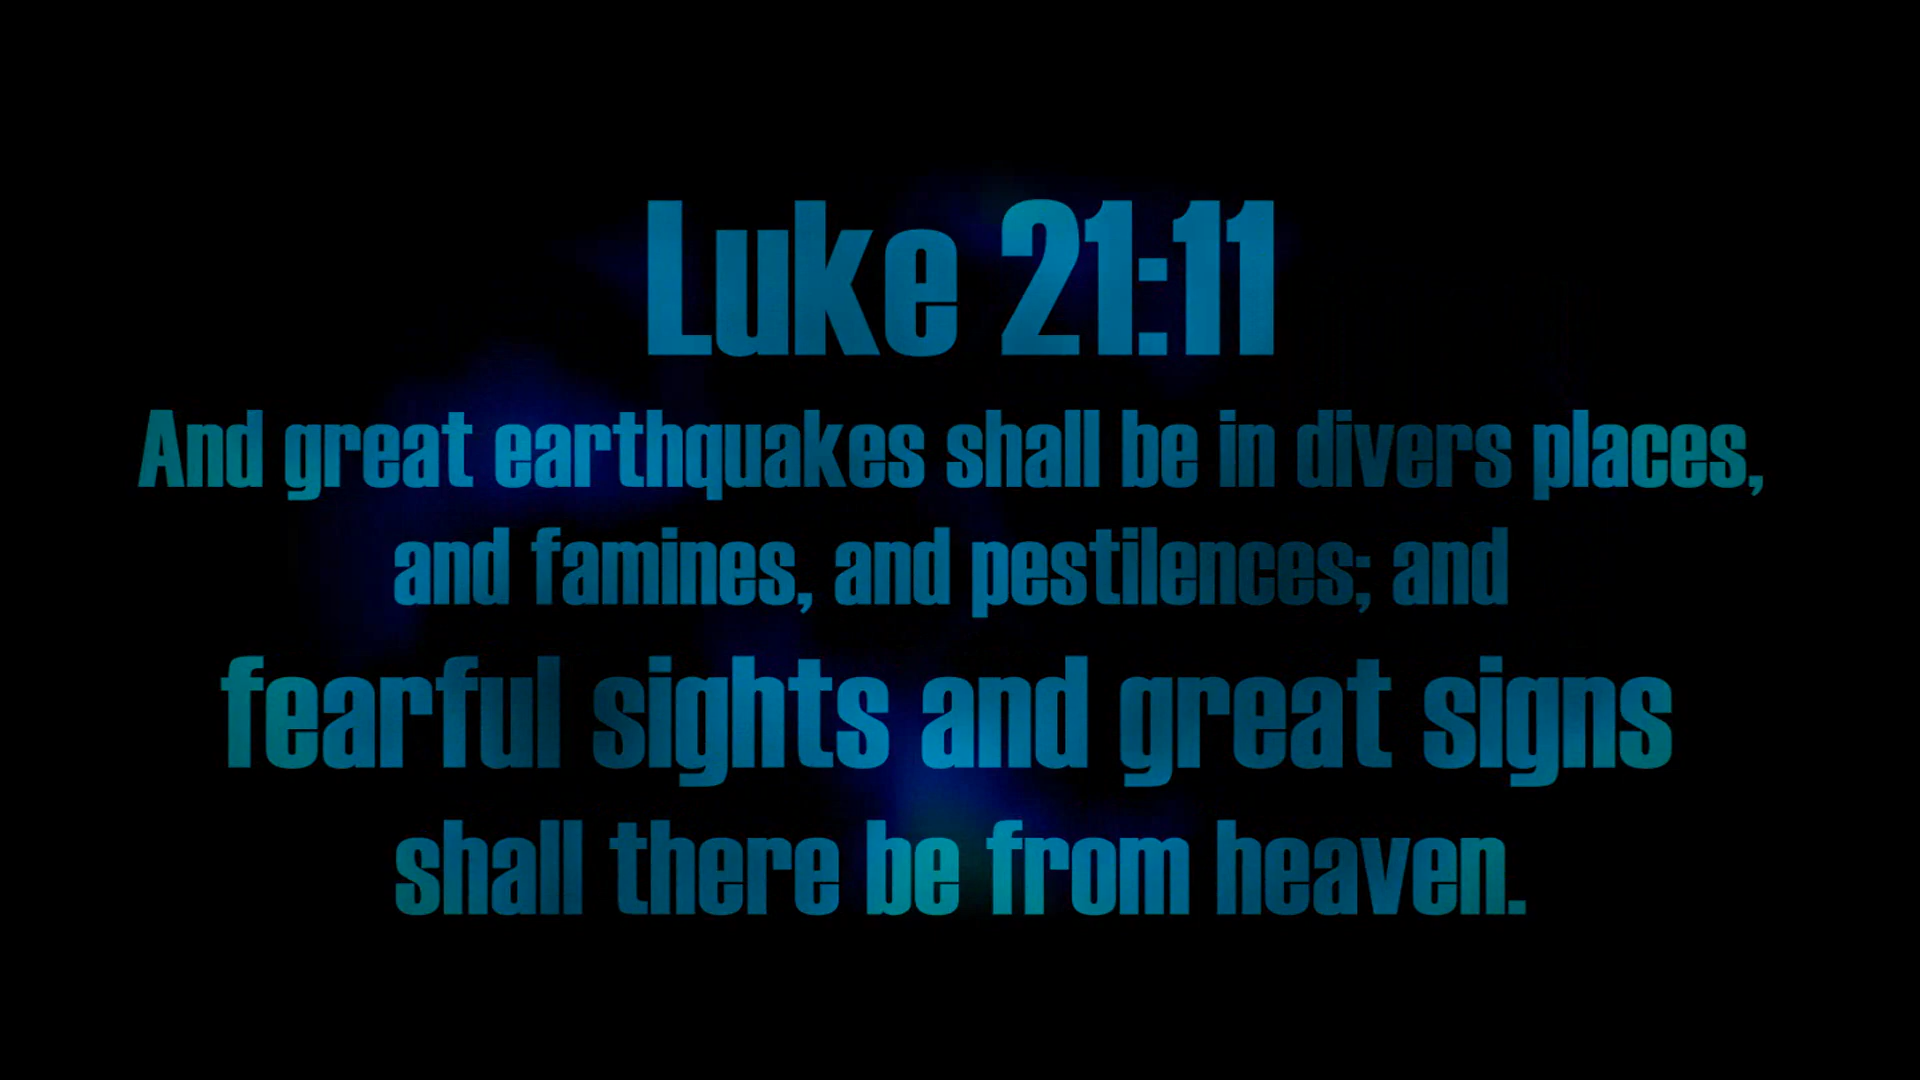 Luke 21:11
And great earthquakes shall be in divers places,
and famines, and pestilences; and
fearful sights and great signs
shall there be from heaven.